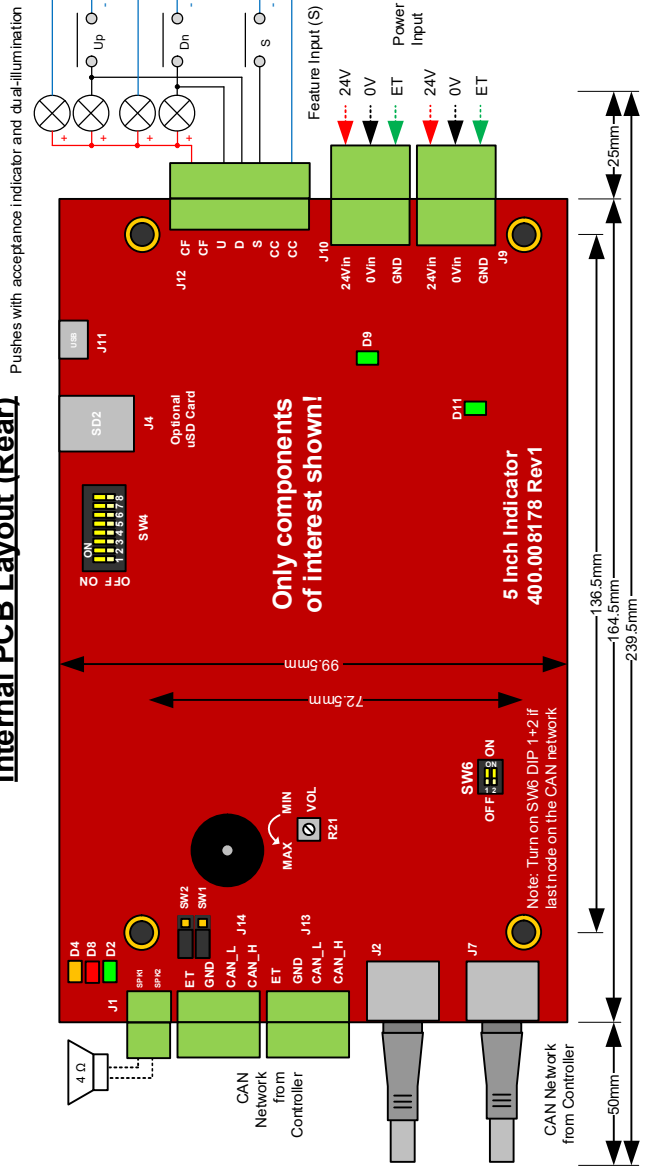 Internal PCB Layout (Rear)
Pushes with acceptance indicator and dual-illumination
Up
Dn
S
+
+
+
+
-
-
-
Feature Input (S)
Power
Input
24V
0V
ET
24V
0V
ET
J12
CF
CF
U
D
S
CC
CC
J10
24Vin
0Vin
GND
24Vin
0Vin
GND
J9
USB
J11
SD2
J4
Optional
uSD Card
ON
1 2 3 4 5 6 7 8
OFF ON
SW4
D9
D11
Only components
of interest shown!
5 Inch Indicator
400.008178 Rev1
99.5mm
72.5mm
MAX
MIN
VOL
R21
SW6
ON
1 2
OFF
ON
Note: Turn on SW6 DIP 1+2 if
last node on the CAN network
D4
D8
D2
J1
SPK1
SPK2
4 Ω
SW2
SW1
J14
ET
GND
CAN_L
CAN_H
J13
ET
GND
CAN_L
CAN_H
J2
J7
CAN
Network
from
Controller
CAN Network
from Controller
25mm
136.5mm
164.5mm
239.5mm
50mm